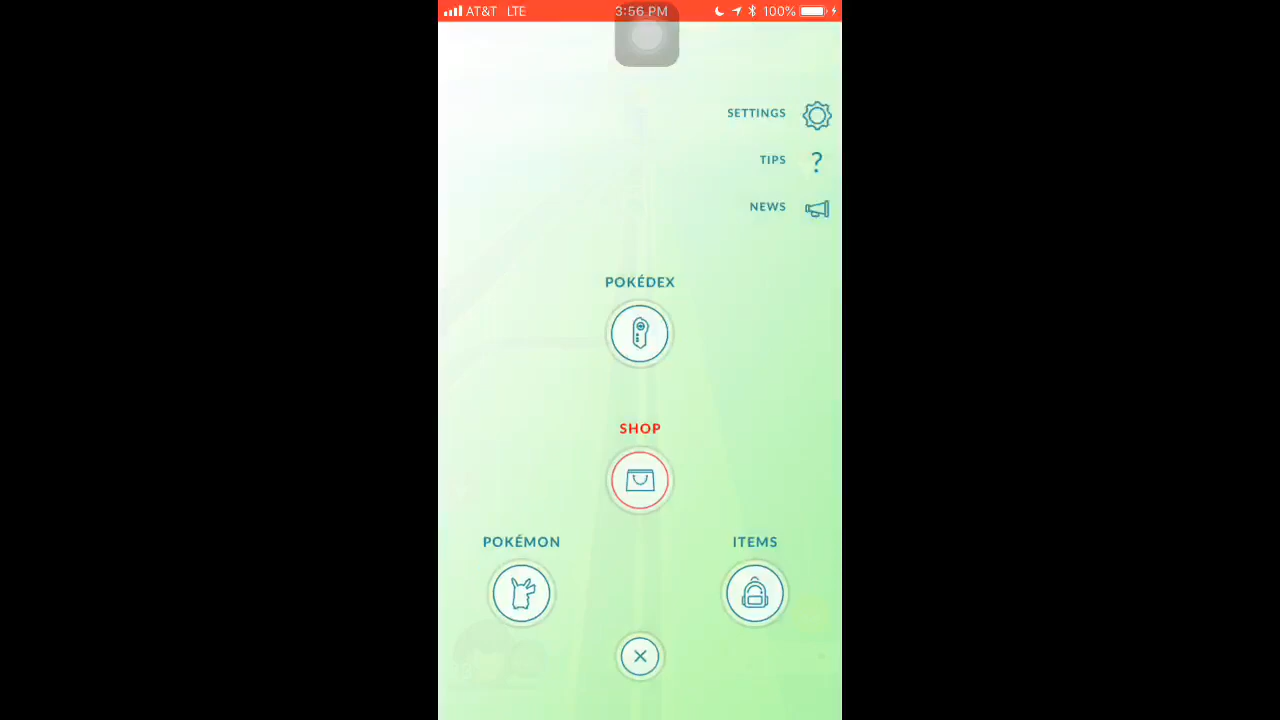 AT&T LTE 3:56 PM 100%
SETTINGS
TIPS ?
NEWS
POKÉDEX
SHOP
POKÉMON ITEMS